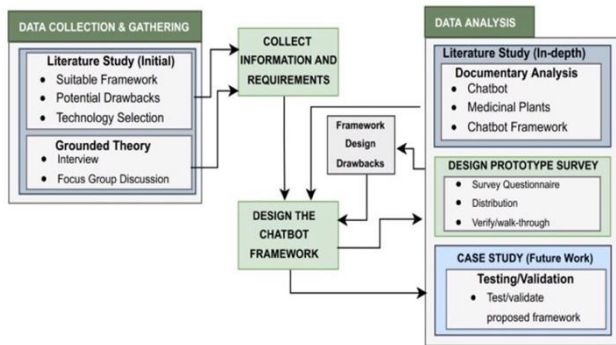 DATA COLLECTION & GATHERING
Literature Study (Initial)
• Suitable Framework
• Potential Drawbacks
• Technology Selection
Grounded Theory
• Interview
• Focus Group Discussion
COLLECT
INFORMATION AND
REQUIREMENTS
Framework
Design
Drawbacks
DESIGN THE
CHATBOT
FRAMEWORK
DATA ANALYSIS
Literature Study (In-depth)
Documentary Analysis
• Chatbot
• Medicinal Plants
• Chatbot Framework
DESIGN PROTOTYPE SURVEY
• Survey Questionnaire
• Distribution
• Verify/walk-through
CASE STUDY (Future Work)
Testing/Validation
• Test/validate
proposed framework